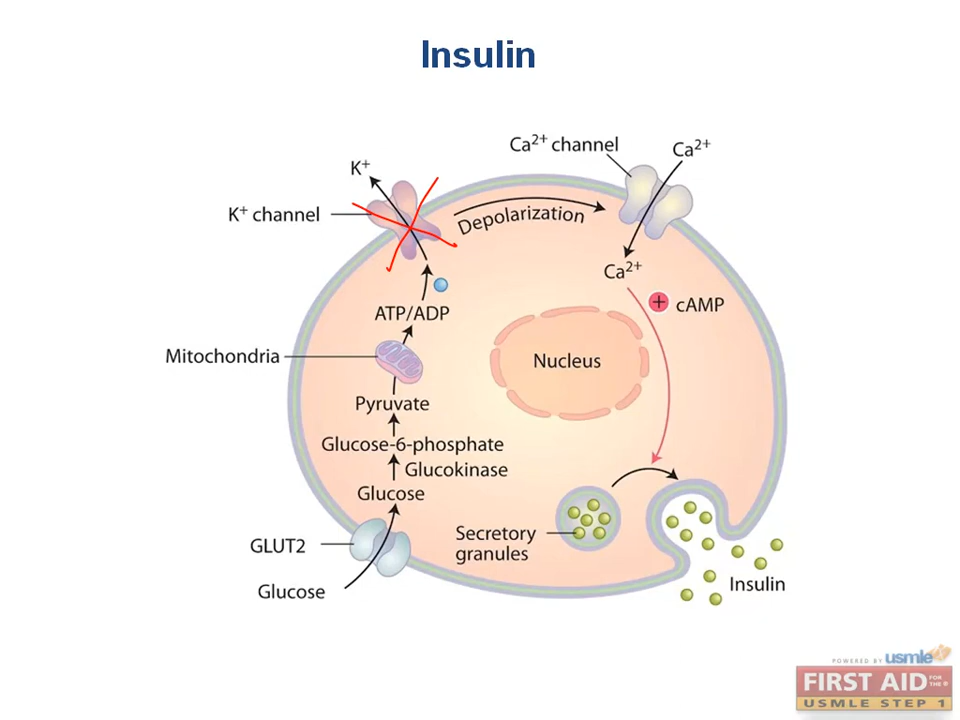 Insulin
Ca2+ channel
Ca2+
K+
K+ channel
Depolarization
Ca2+
+ cAMP
ATP/ADP
Mitochondria
Nucleus
Pyruvate
Glucose-6-phosphate
Glucokinase
Glucose
Secretory
granules
GLUT2
Glucose
Insulin
POWERED BY usmle
FIRST AID FOR THE®
USMLE STEP 1